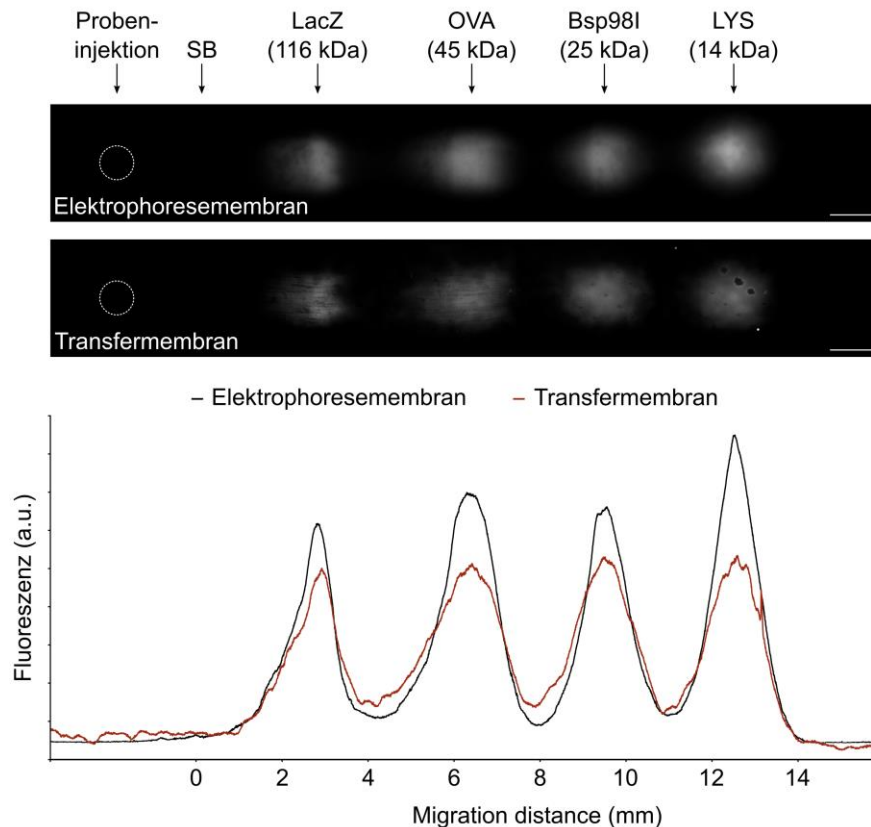 Proben-
injektion SB LacZ OVA Bsp98I LYS
(116 kDa) (45 kDa) (25 kDa) (14 kDa)
Elektrophoresemembran
Transfermembran
– Elektrophoresemembran – Transfermembran
Fluoreszenz (a.u.)
0 2 4 6 8 10 12 14
Migration distance (mm)